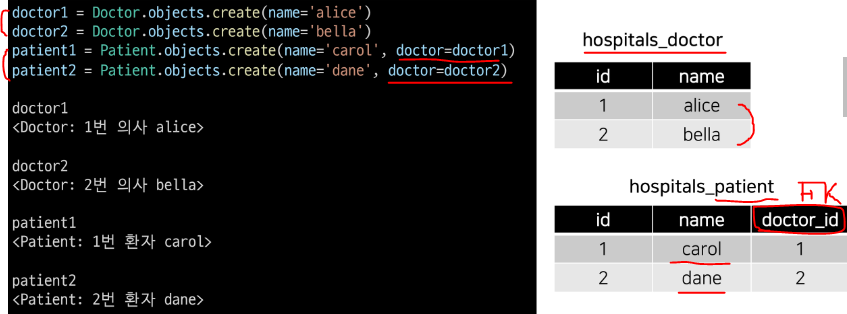 doctor1 = Doctor.objects.create(name='alice')
doctor2 = Doctor.objects.create(name='bella')
patient1 = Patient.objects.create(name='carol', doctor=doctor1)
patient2 = Patient.objects.create(name='dane', doctor=doctor2)
doctor1
<Doctor: 1번 의사 alice>
doctor2
<Doctor: 2번 의사 bella>
patient1
<Patient: 1번 환자 carol>
patient2
<Patient: 2번 환자 dane>
hospitals_doctor
id name
1 alice
2 bella
hospitals_patient
FK
id name doctor_id
1 carol 1
2 dane 2